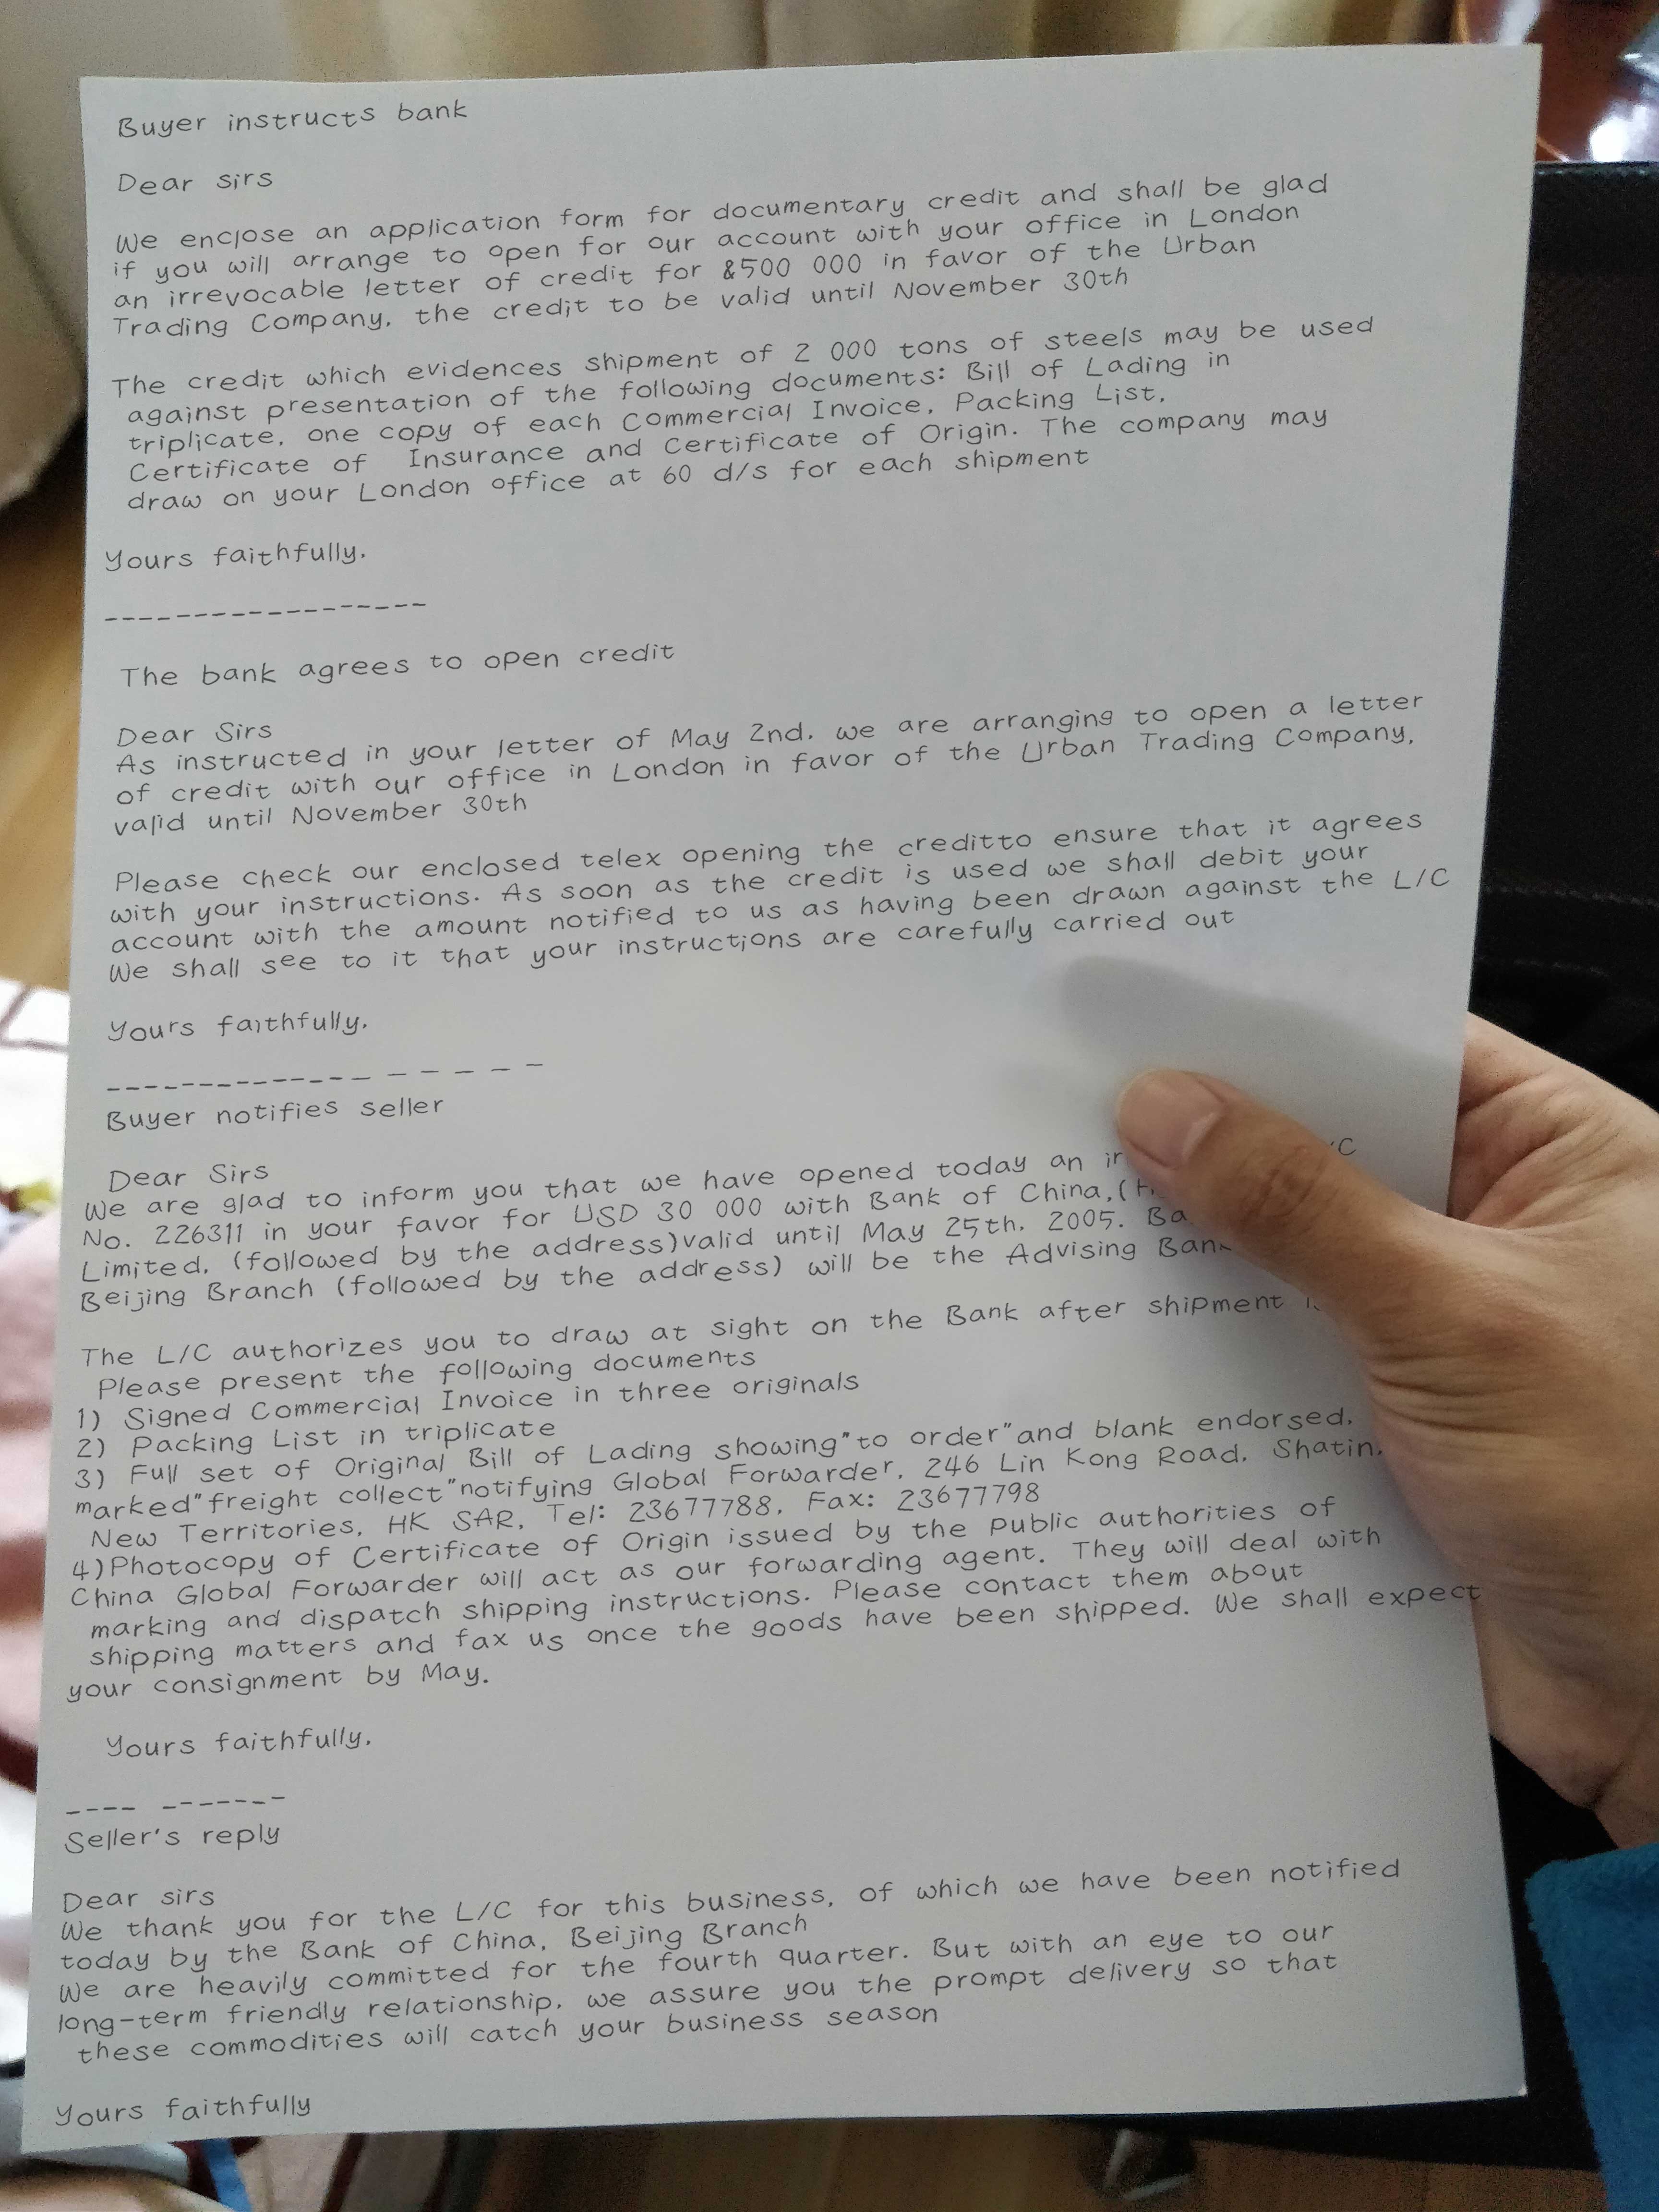 Buyer instructs bank
Dear sirs
We enclose an application form for documentary credit and shall be glad
if you will arrange to open for our account with your office in London
an irrevocable letter of credit for &500 000 in favor of the Urban
Trading Company, the credit to be valid until November 30th
The credit which evidences shipment of 2 000 tons of steels may be used
against presentation of the following documents: Bill of Lading in
triplicate, one copy of each Commercial Invoice, Packing List,
Certificate of Insurance and Certificate of Origin. The company may
draw on your London office at 60 d/s for each shipment
Yours faithfully,
------------------
The bank agrees to open credit
Dear Sirs
As instructed in your letter of May 2nd, we are arranging to open a letter
of credit with our office in London in favor of the Urban Trading Company,
valid until November 30th
Please check our enclosed telex opening the creditto ensure that it agrees
with your instructions. As soon as the credit is used we shall debit your
account with the amount notified to us as having been drawn against the L/C
We shall see to it that your instructions are carefully carried out
Yours faithfully,
-------------- - - - - -
Buyer notifies seller
Dear Sirs
We are glad to inform you that we have opened today an
No. 226311 in your favor for USD 30 000 with Bank of China,
Limited, (followed by the address)valid until May 25th, 2005.
Beijing Branch (followed by the address) will be the Advising
The L/C authorizes you to draw at sight on the Bank after shipment
Please present the following documents
1) Signed Commercial Invoice in three originals
2) Packing List in triplicate
3) Full set of Original Bill of Lading showing"to order"and blank endorsed,
marked"freight collect"notifying Global Forwarder, 246 Lin Kong Road, Shatin,
New Territories, HK SAR, Tel: 23677788, Fax: 23677798
4)Photocopy of Certificate of Origin issued by the public authorities of
China Global Forwarder will act as our forwarding agent. They will deal with
marking and dispatch shipping instructions. Please contact them about
shipping matters and fax us once the goods have been shipped. We shall expect
your consignment by May.
Yours faithfully,
---- -------
Seller's reply
Dear sirs
We thank you for the L/C for this business, of which we have been notified
today by the Bank of China, Beijing Branch
We are heavily committed for the fourth quarter. But with an eye to our
long-term friendly relationship, we assure you the prompt delivery so that
these commodities will catch your business season
Yours faithfully